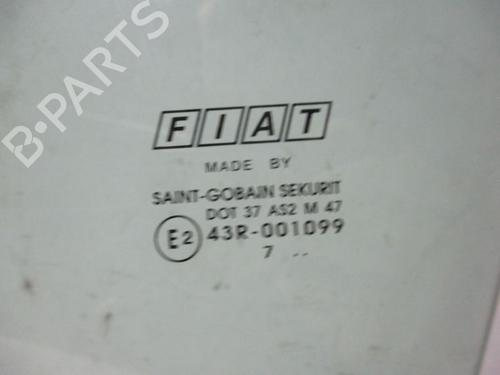 B-PARTS
FIAT
MADE BY
SAINT-GOBAIN SEKURIT
DOT 37 AS2 M 47
E2 43R-001099
7 ..